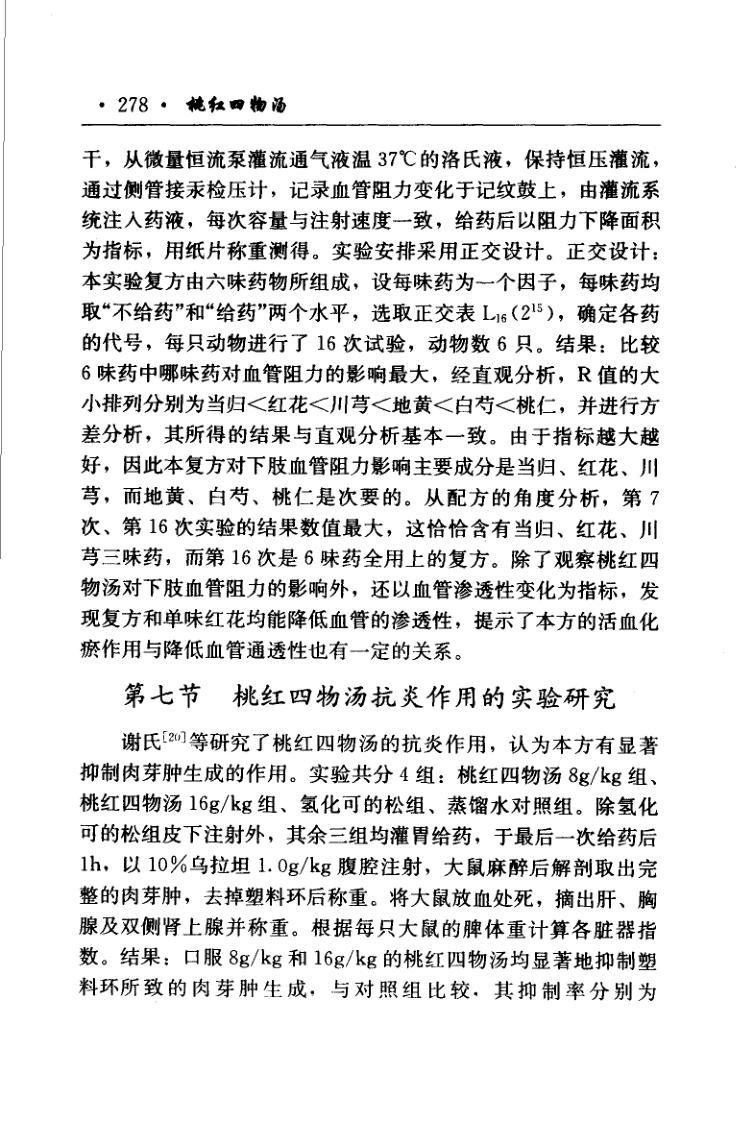 ·278· 桃红四物汤
干，从微量恒流泵灌流通气液温 37℃的洛氏液，保持恒压灌流，
通过侧管接汞检压计，记录血管阻力变化于记纹鼓上，由灌流系
统注入药液，每次容量与注射速度一致，给药后以阻力下降面积
为指标，用纸片称重测得。实验安排采用正交设计。正交设计：
本实验复方由六味药物所组成，设每味药为一个因子，每味药均
取“不给药”和“给药”两个水平，选取正交表 L₁₆（2¹⁵），确定各药
的代号，每只动物进行了 16 次试验，动物数 6 只。结果：比较
6 味药中哪味药对血管阻力的影响最大，经直观分析，R 值的大
小排列分别为当归＜红花＜川芎＜地黄＜白芍＜桃仁，并进行方
差分析，其所得的结果与直观分析基本一致。由于指标越大越
好，因此本复方对下肢血管阻力影响主要成分是当归、红花、川
芎，而地黄、白芍、桃仁是次要的。从配方的角度分析，第 7
次、第 16 次实验的结果数值最大，这恰恰含有当归、红花、川
芎三味药，而第 16 次是 6 味药全用上的复方。除了观察桃红四
物汤对下肢血管阻力的影响外，还以血管渗透性变化为指标，发
现复方和单味红花均能降低血管的渗透性，提示了本方的活血化
瘀作用与降低血管通透性也有一定的关系。
第七节 桃红四物汤抗炎作用的实验研究
谢氏[20]等研究了桃红四物汤的抗炎作用，认为本方有显著
抑制肉芽肿生成的作用。实验共分 4 组：桃红四物汤 8g/kg 组、
桃红四物汤 16g/kg 组、氢化可的松组、蒸馏水对照组。除氢化
可的松组皮下注射外，其余三组均灌胃给药，于最后一次给药后
1h，以 10％乌拉坦 1.0g/kg 腹腔注射，大鼠麻醉后解剖取出完
整的肉芽肿，去掉塑料环后称重。将大鼠放血处死，摘出肝、胸
腺及双侧肾上腺并称重。根据每只大鼠的脾体重计算各脏器指
数。结果：口服 8g/kg 和 16g/kg 的桃红四物汤均显著地抑制塑
料环所致的肉芽肿生成，与对照组比较，其抑制率分别为